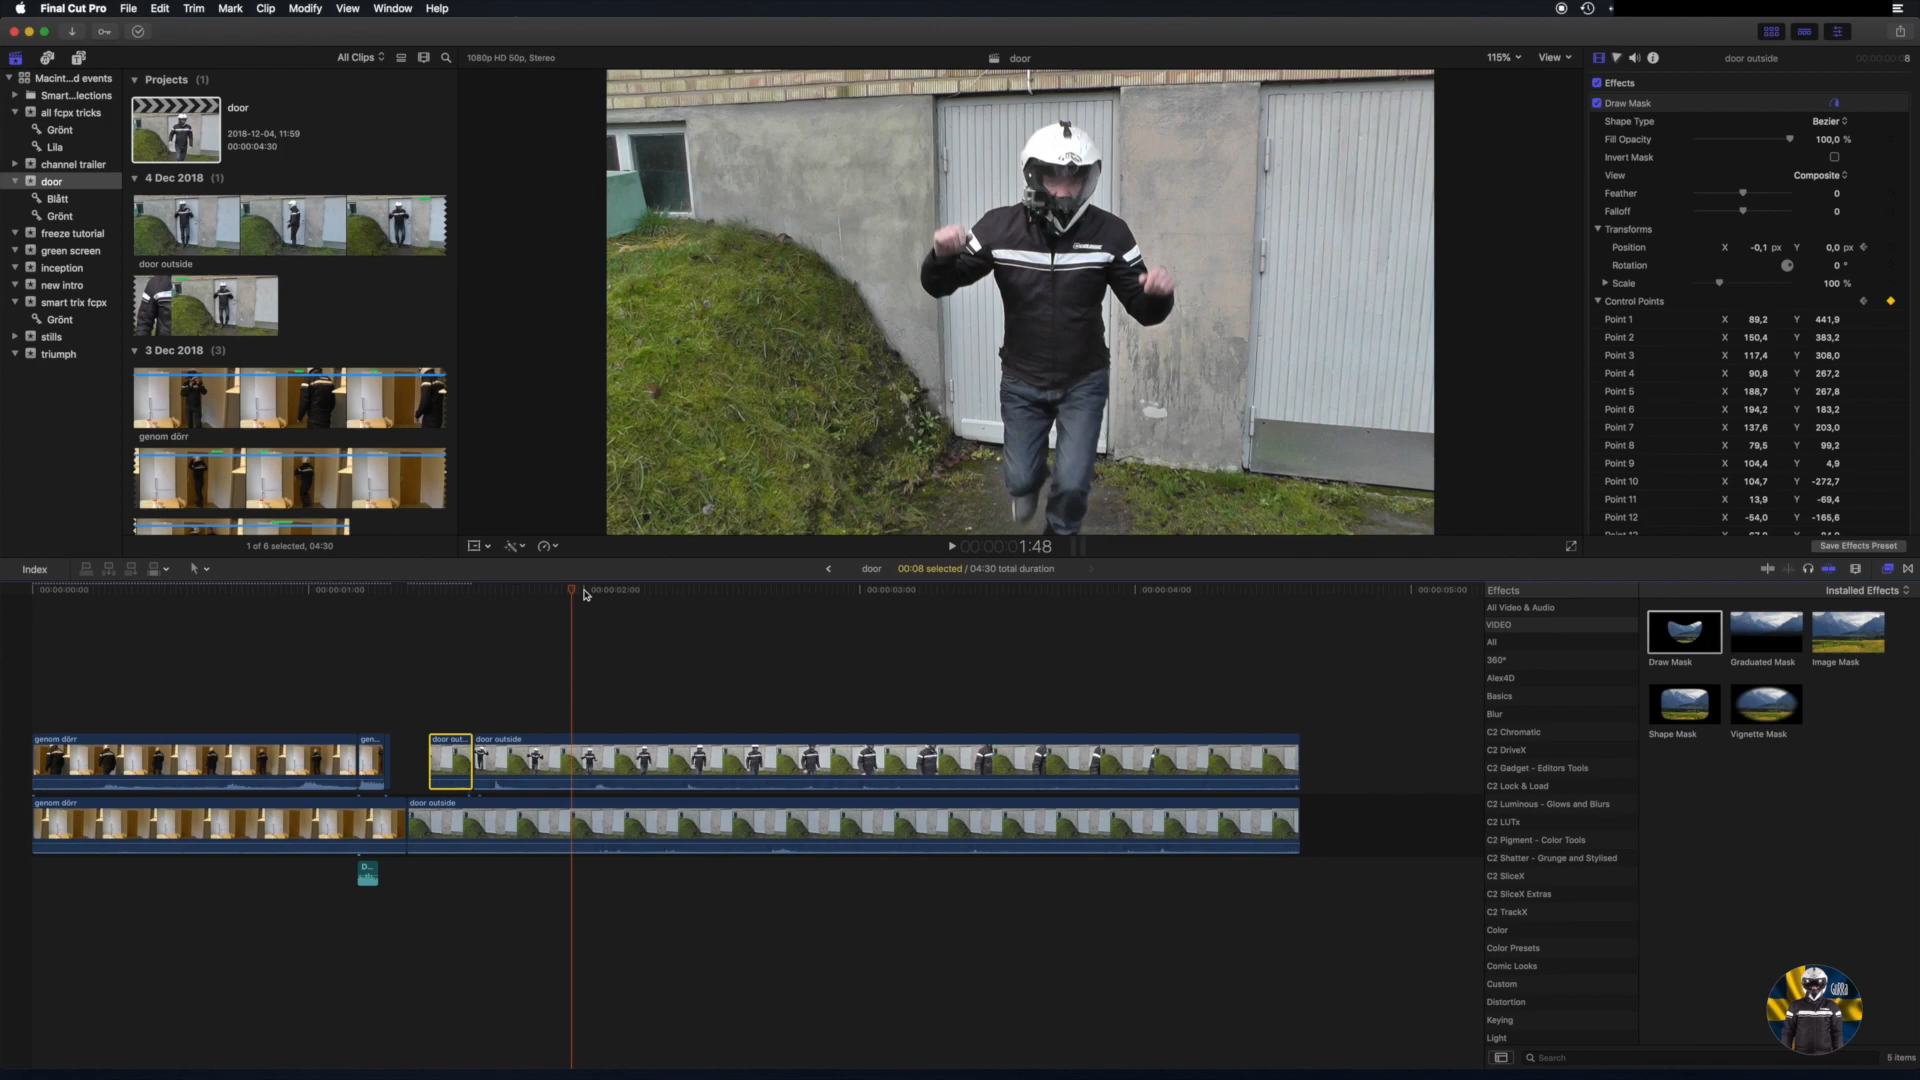 Final Cut Pro File Edit Trim Mark Clip Modify View Window Help
All Clips
1080p HD 50p, Stereo
door
115% View
door outside
00:00:00:08
Macint...d events
Smart...lections
all fcpx tricks
Grönt
Lila
channel trailer
door
Blått
Grönt
freeze tutorial
green screen
inception
new intro
smart trix fcpx
Grönt
stills
triumph
Projects (1)
door
2018-12-04, 11:59
00:00:04:30
4 Dec 2018 (1)
door outside
3 Dec 2018 (3)
genom dörr
1 of 6 selected, 04:30
00:00:01:48
Effects
Draw Mask
Shape Type Bezier
Fill Opacity 100,0 %
Invert Mask
View Composite
Feather 0
Falloff 0
Transforms
Position X -0,1 px Y 0,0 px
Rotation 0 °
Scale 100 %
Control Points
Point 1 X 89,2 Y 441,9
Point 2 X 150,4 Y 383,2
Point 3 X 117,4 Y 308,0
Point 4 X 90,8 Y 267,2
Point 5 X 188,7 Y 267,8
Point 6 X 194,2 Y 183,2
Point 7 X 137,6 Y 203,0
Point 8 X 79,5 Y 99,2
Point 9 X 104,4 Y 4,9
Point 10 X 104,7 Y -272,7
Point 11 X 13,9 Y -69,4
Point 12 X -54,0 Y -165,6
Save Effects Preset
Index
door 00:08 selected / 04:30 total duration
00:00:00:00 00:00:01:00 00:00:02:00 00:00:03:00 00:00:04:00 00:00:05:00
genom dörr gen... door out... door outside
genom dörr door outside
D...
Effects
Installed Effects
All Video & Audio
VIDEO
All
360°
Alex4D
Basics
Blur
C2 Chromatic
C2 DriveX
C2 Gadget - Editors Tools
C2 Lock & Load
C2 Luminous - Glows and Blurs
C2 LUTx
C2 Pigment - Color Tools
C2 Shatter - Grunge and Stylised
C2 SliceX
C2 SliceX Extras
C2 TrackX
Color
Color Presets
Comic Looks
Custom
Distortion
Keying
Light
Draw Mask Graduated Mask Image Mask
Shape Mask Vignette Mask
GURRA
Search
5 items